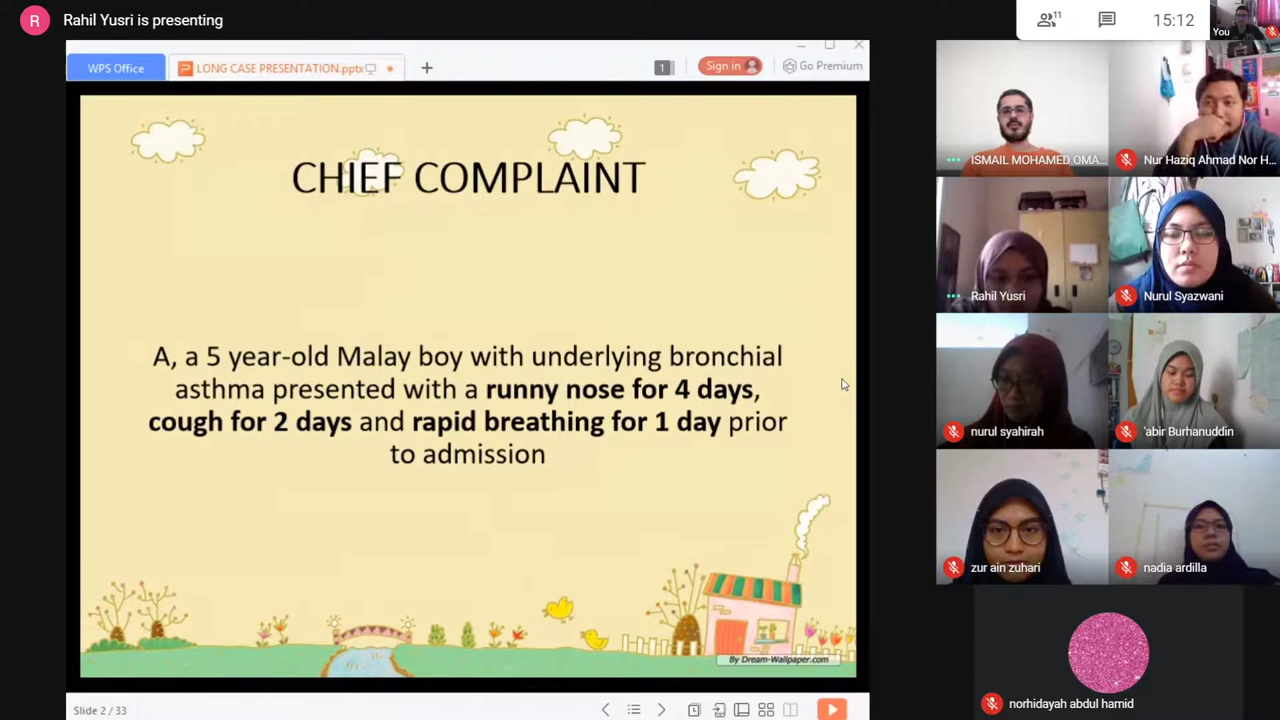 R
Rahil Yusri is presenting
11
15:12
You
WPS Office
LONG CASE PRESENTATION.pptx
1
Sign in
Go Premium
CHIEF COMPLAINT
A, a 5 year-old Malay boy with underlying bronchial
asthma presented with a runny nose for 4 days,
cough for 2 days and rapid breathing for 1 day prior
to admission
By Dream-Wallpaper.com
Slide 2 / 33
ISMAIL MOHAMED OMA...
Nur Haziq Ahmad Nor H...
Rahil Yusri
Nurul Syazwani
nurul syahirah
'abir Burhanuddin
zur ain zuhari
nadia ardilla
norhidayah abdul hamid